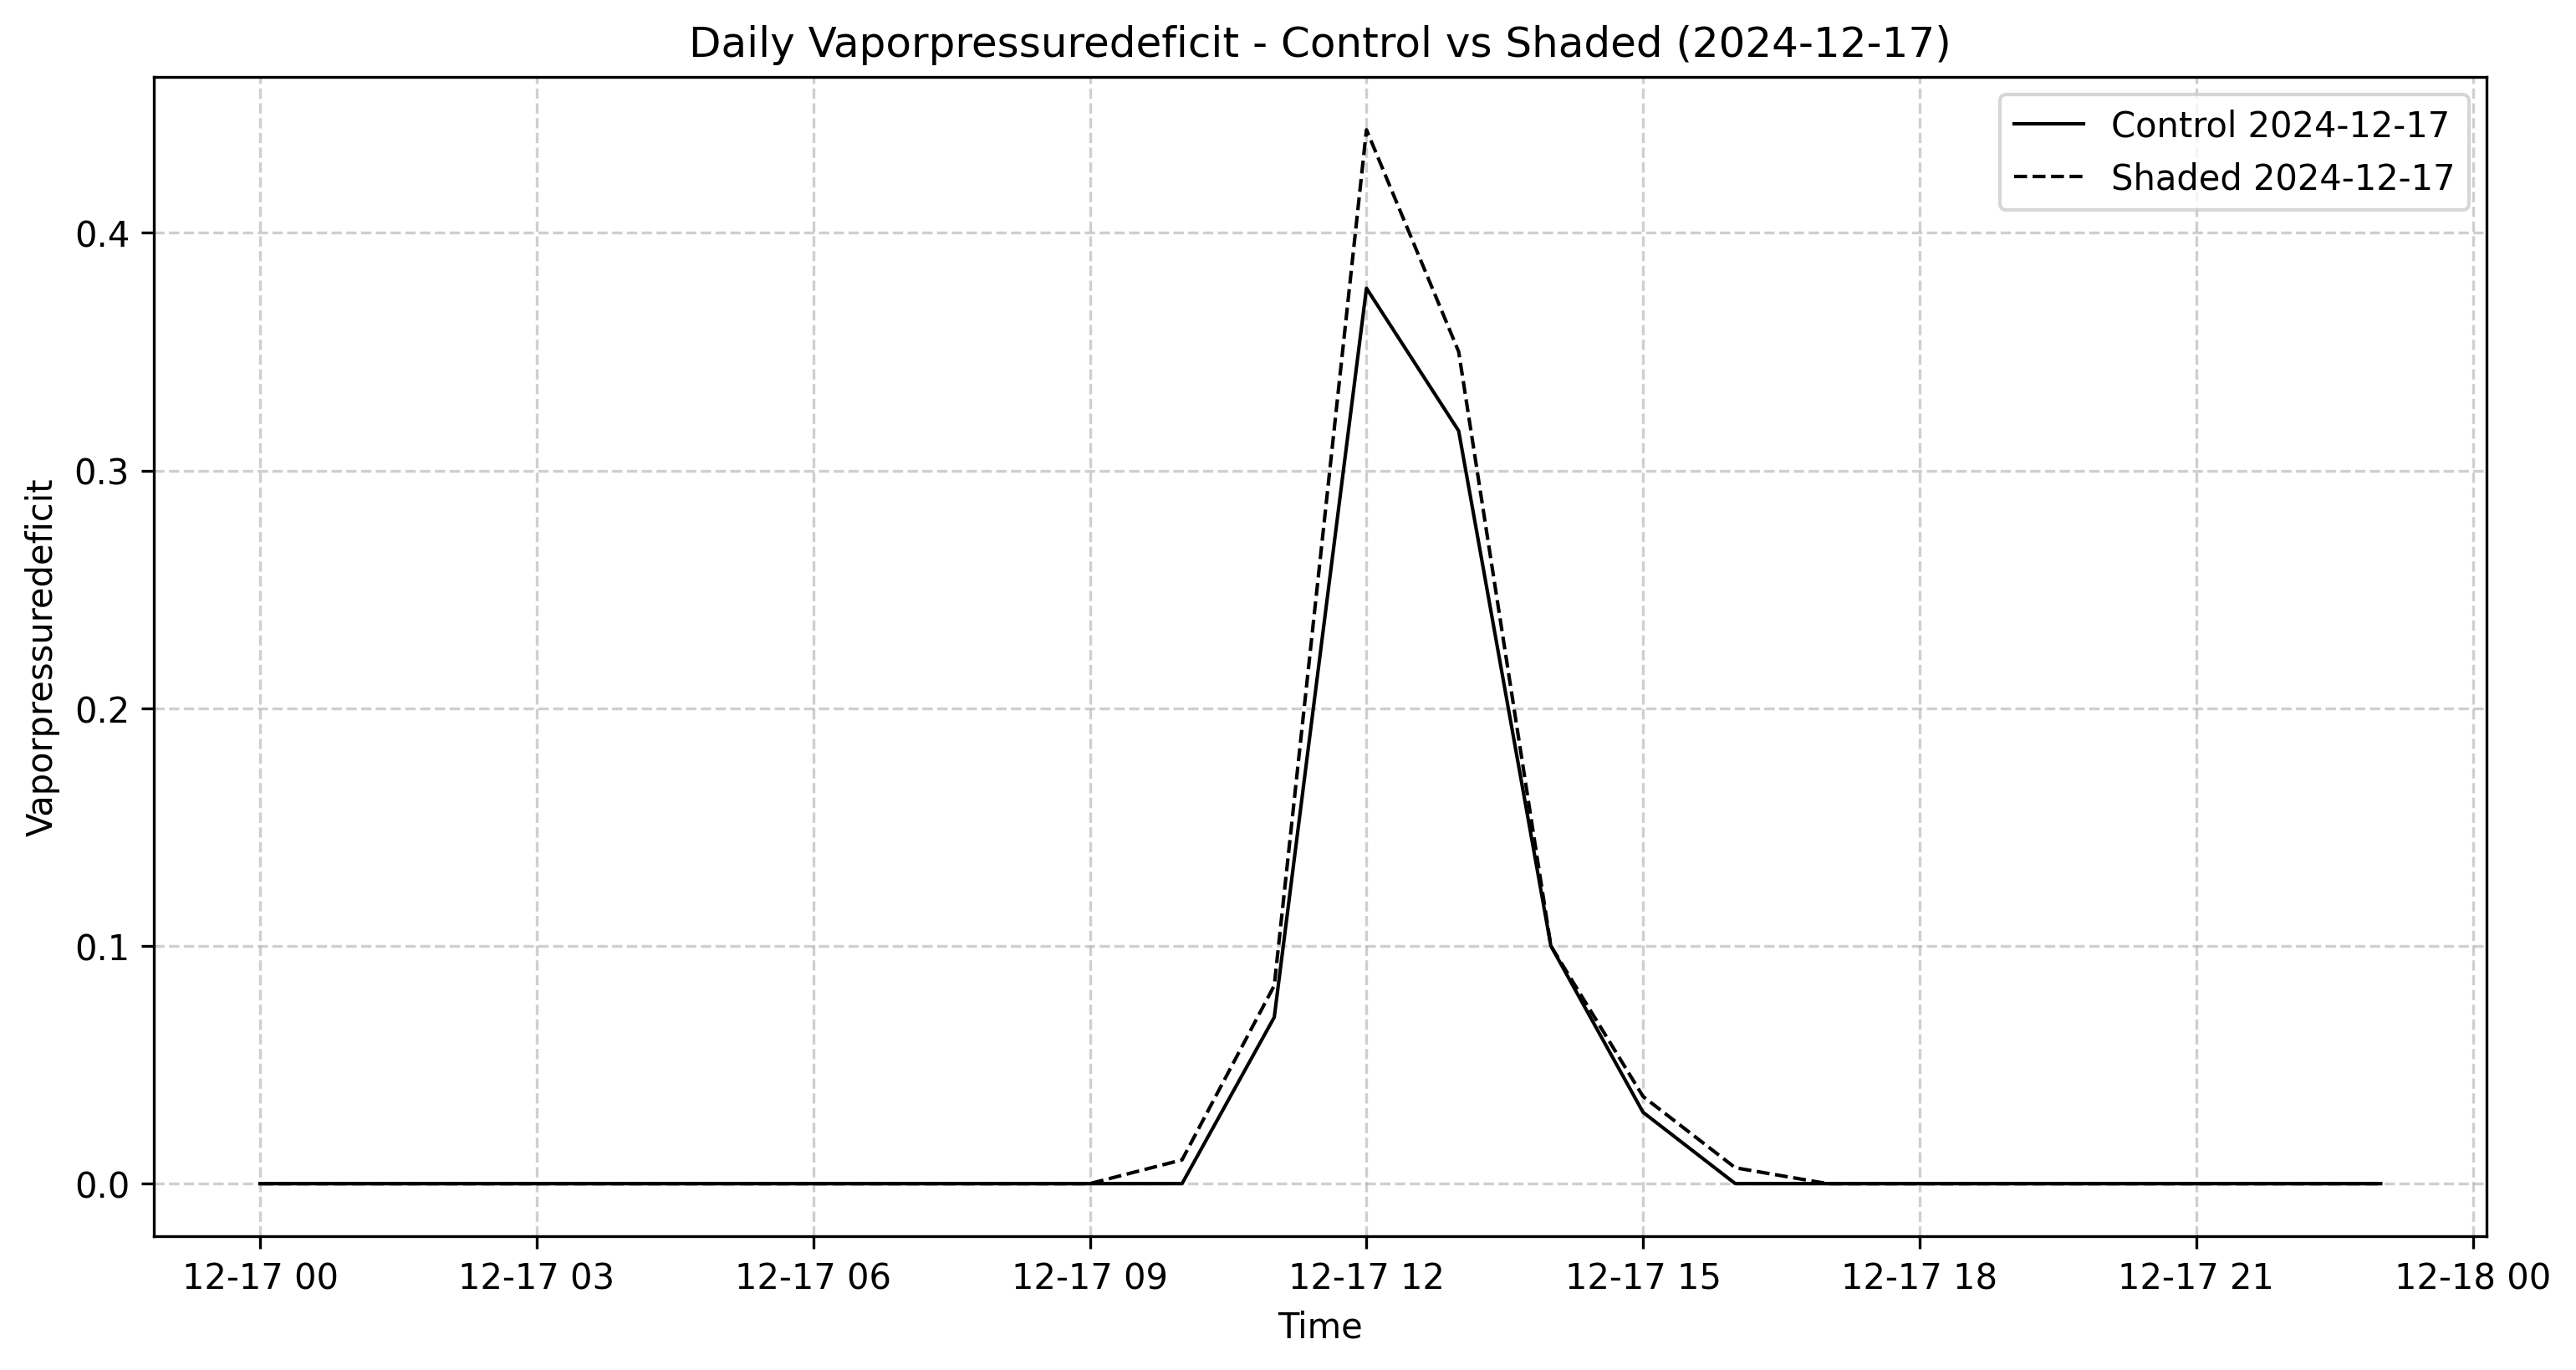 Daily Vaporpressuredeficit - Control vs Shaded (2024-12-17)
Control 2024-12-17
Shaded 2024-12-17
Vaporpressuredeficit
0.4
0.3
0.2
0.1
0.0
12-17 00 12-17 03 12-17 06 12-17 09 12-17 12 12-17 15 12-17 18 12-17 21 12-18 00
Time